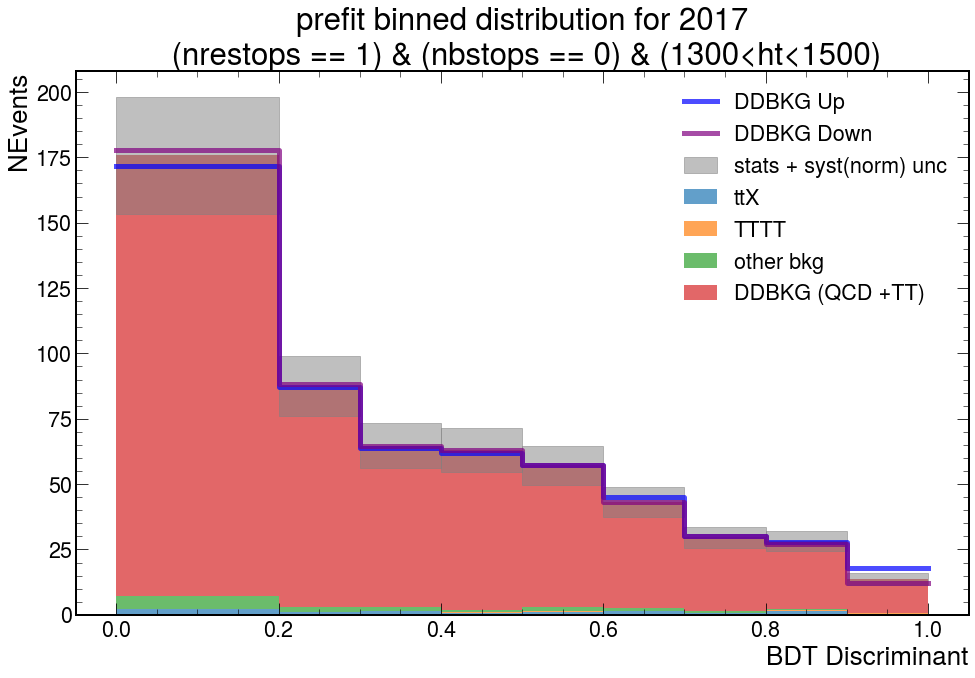 prefit binned distribution for 2017
(nrestops == 1) & (nbstops == 0) & (1300<ht<1500)
NEvents
200
175
150
125
100
75
50
25
0
DDBKG Up
DDBKG Down
stats + syst(norm) unc
ttX
TTTT
other bkg
DDBKG (QCD +TT)
0.0 0.2 0.4 0.6 0.8 1.0
BDT Discriminant